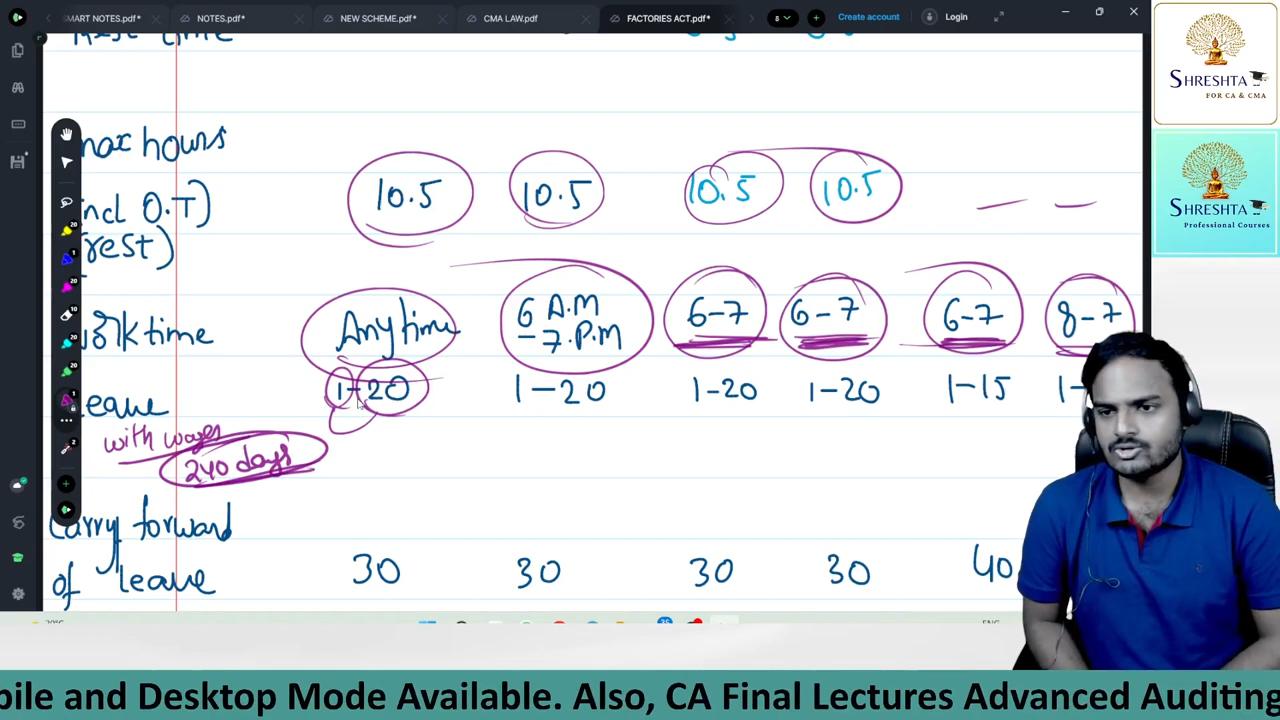 SMART NOTES.pdf* NOTES.pdf* NEW SCHEME.pdf* CMA LAW.pdf FACTORIES ACT.pdf* 8 Create account Login
SHRESHTA
FOR CA & CMA
max hours
incl O.T)
(rest)
10.5 10.5 10.5 10.5 — —
work time
Anytime 6 A.M - 7.P.M 6-7 6-7 6-7 8-7
SHRESHTA
Professional Courses
Leave
1-20 1-20 1-20 1-20 1-15
with wages
240 days
Carry forward
of leave
30 30 30 30 40
ENG
bile and Desktop Mode Available. Also, CA Final Lectures Advanced Auditing